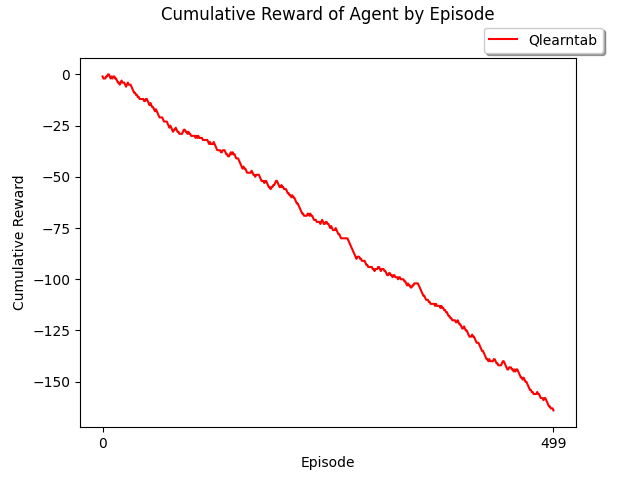 Cumulative Reward of Agent by Episode
Qlearntab
0
−25
−50
−75
−100
−125
−150
Cumulative Reward
0
499
Episode